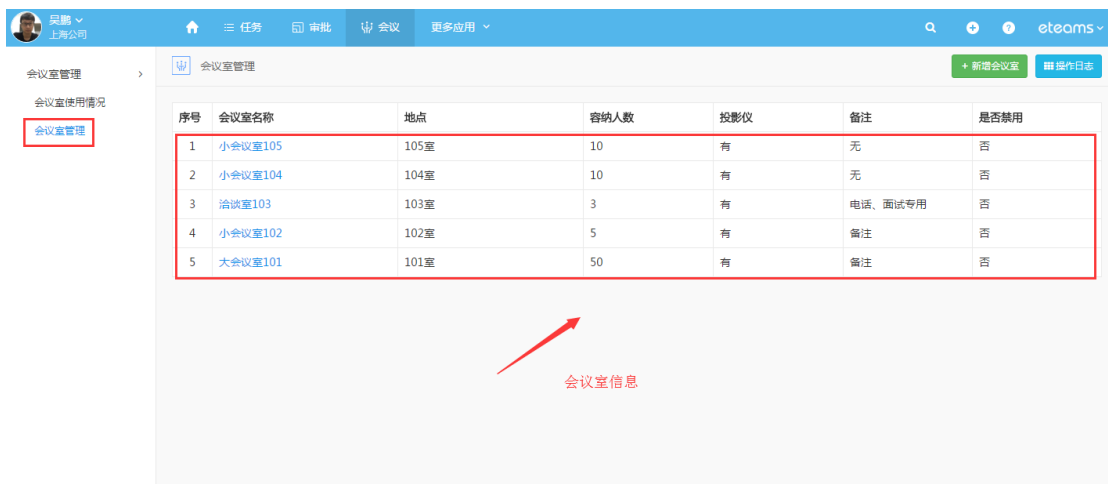 吴鹏
上海公司
任务 审批 会议 更多应用 eteams
会议室管理
会议室使用情况
会议室管理
会议室管理 + 新增会议室 操作日志
序号 会议室名称 地点 容纳人数 投影仪 备注 是否禁用
1 小会议室105 105室 10 有 无 否
2 小会议室104 104室 10 有 无 否
3 洽谈室103 103室 3 有 电话、面试专用 否
4 小会议室102 102室 5 有 备注 否
5 大会议室101 101室 50 有 备注 否
会议室信息